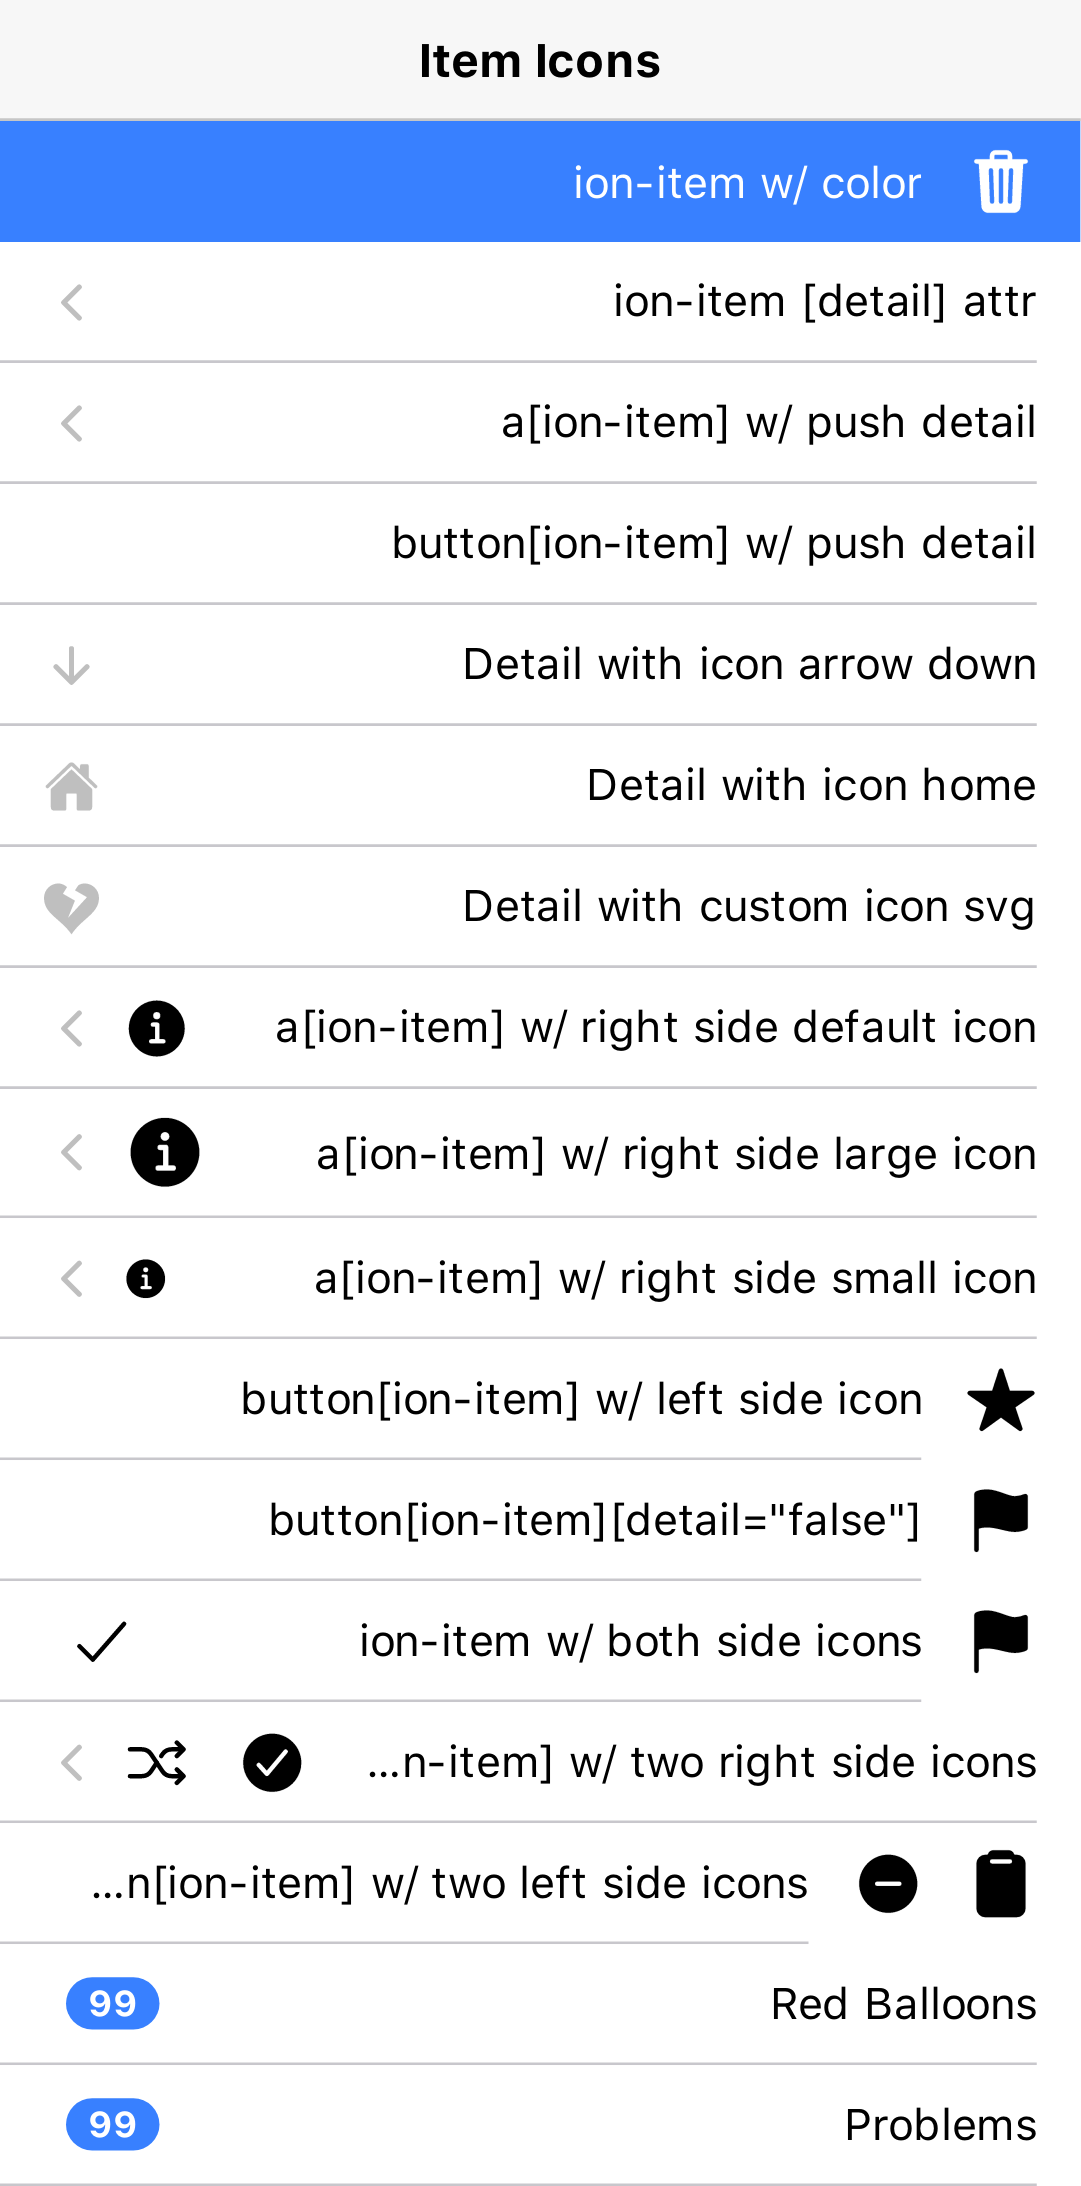 Item Icons
ion-item w/ color
ion-item [detail] attr
a[ion-item] w/ push detail
button[ion-item] w/ push detail
Detail with icon arrow down
Detail with icon home
Detail with custom icon svg
a[ion-item] w/ right side default icon
a[ion-item] w/ right side large icon
a[ion-item] w/ right side small icon
button[ion-item] w/ left side icon
button[ion-item][detail="false"]
ion-item w/ both side icons
...n-item] w/ two right side icons
...n[ion-item] w/ two left side icons
99 Red Balloons
99 Problems